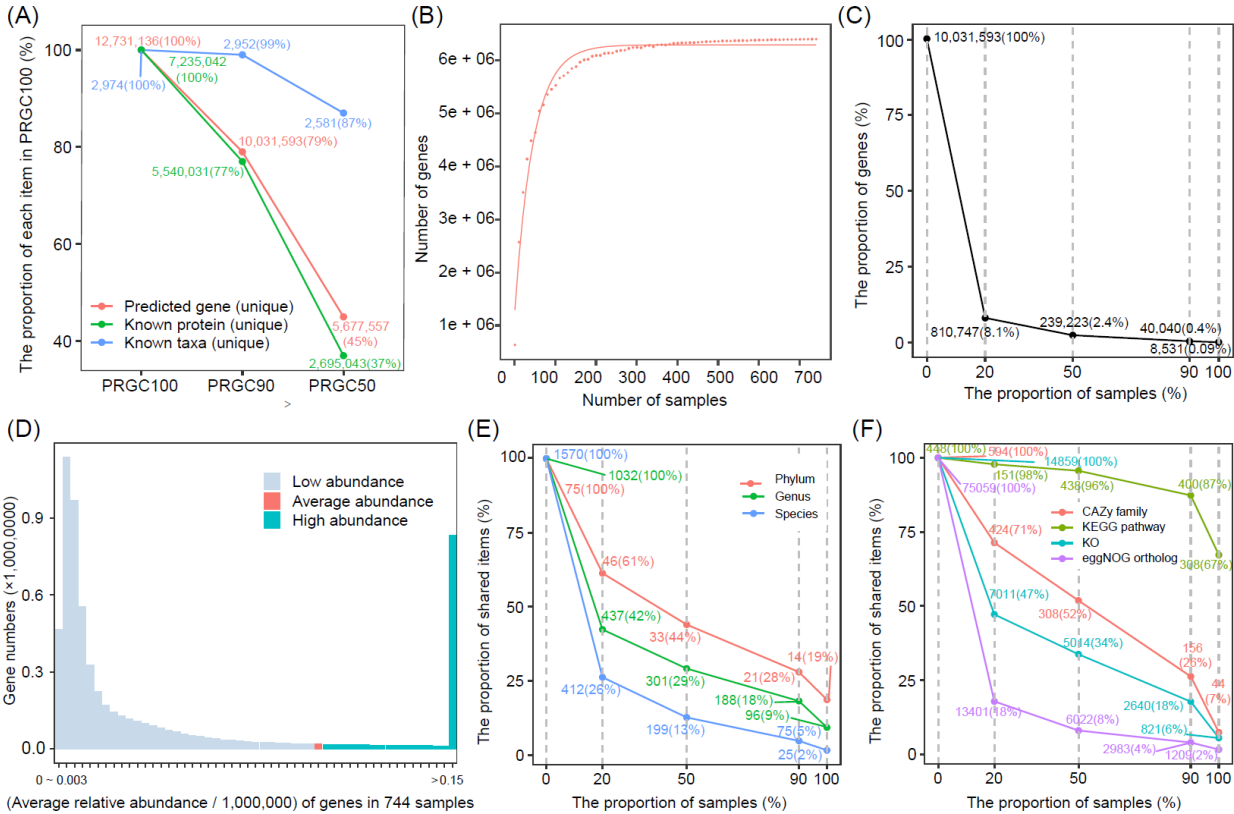 (A)
The proportion of each item in PRGC100 (%)
100
80
60
40
12,731,136(100%)
2,952(99%)
7,235,042
(100%)
2,974(100%)
2,581(87%)
10,031,593(79%)
5,540,031(77%)
Predicted gene (unique)
Known protein (unique)
Known taxa (unique)
5,677,557
(45%)
2,695,043(37%)
PRGC100 PRGC90 PRGC50
>
(B)
Number of genes
6e + 06
5e + 06
4e + 06
3e + 06
2e + 06
1e + 06
0 100 200 300 400 500 600 700
Number of samples
(C)
The proportion of genes (%)
100
75
50
25
0
10,031,593(100%)
810,747(8.1%)
239,223(2.4%)
40,040(0.4%)
8,531(0.09%)
0 20 50 90 100
The proportion of samples (%)
(D)
Gene numbers (×1,000,0000)
0.9
0.6
0.3
0.0
Low abundance
Average abundance
High abundance
0 ~ 0.003
>0.15
(Average relative abundance / 1,000,000) of genes in 744 samples
(E)
The proportion of shared items (%)
100
75
50
25
0
1570(100%)
1032(100%)
75(100%)
Phylum
Genus
Species
46(61%)
437(42%)
33(44%)
412(26%)
301(29%)
14(19%)
21(28%)
188(18%)
96(9%)
199(13%)
75(5%)
25(2%)
0 20 50 90 100
The proportion of samples (%)
(F)
The proportion of shared items (%)
100
75
50
25
0
448(100%)
594(100%)
14859(100%)
151(98%)
438(96%)
400(87%)
75059(100%)
CAZy family
KEGG pathway
KO
eggNOG ortholog
424(71%)
308(67%)
7011(47%)
308(52%)
5014(34%)
156
(26%)
44
(7%)
13401(18%)
6022(8%)
2640(18%)
821(6%)
2983(4%)
1209(2%)
0 20 50 90 100
The proportion of samples (%)